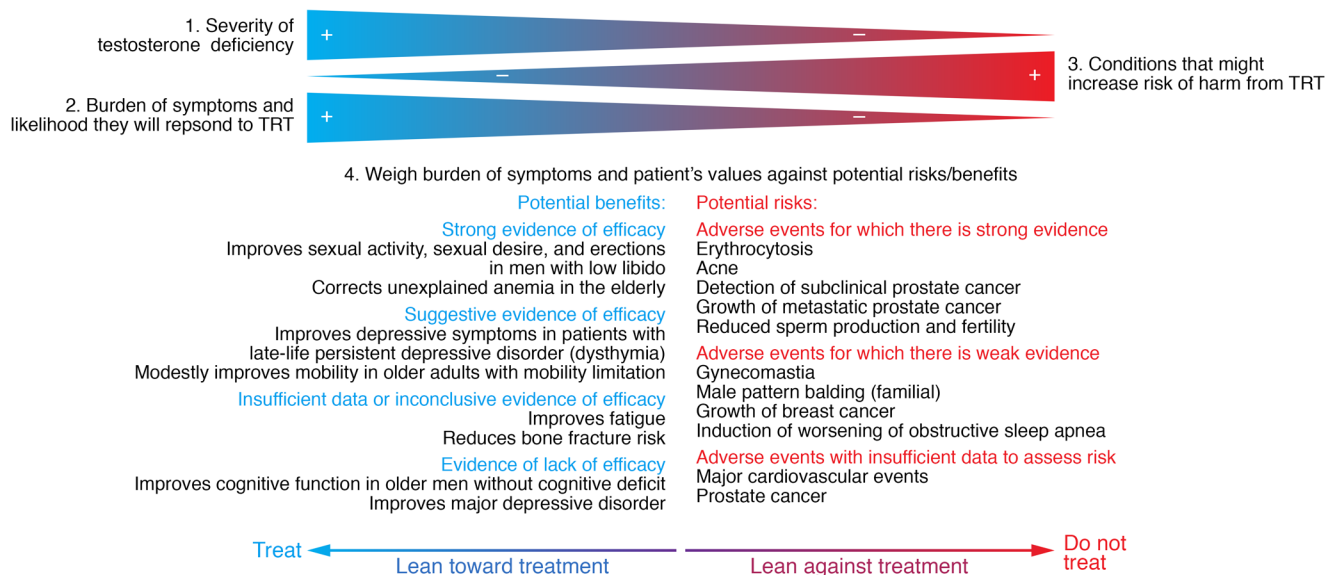 1. Severity of
testosterone deficiency
+
–
–
+
3. Conditions that might
increase risk of harm from TRT
2. Burden of symptoms and
likelihood they will repsond to TRT
+
–
4. Weigh burden of symptoms and patient’s values against potential risks/benefits
Potential benefits:
Strong evidence of efficacy
Improves sexual activity, sexual desire, and erections
in men with low libido
Corrects unexplained anemia in the elderly
Suggestive evidence of efficacy
Improves depressive symptoms in patients with
late-life persistent depressive disorder (dysthymia)
Modestly improves mobility in older adults with mobility limitation
Insufficient data or inconclusive evidence of efficacy
Improves fatigue
Reduces bone fracture risk
Evidence of lack of efficacy
Improves cognitive function in older men without cognitive deficit
Improves major depressive disorder
Potential risks:
Adverse events for which there is strong evidence
Erythrocytosis
Acne
Detection of subclinical prostate cancer
Growth of metastatic prostate cancer
Reduced sperm production and fertility
Adverse events for which there is weak evidence
Gynecomastia
Male pattern balding (familial)
Growth of breast cancer
Induction of worsening of obstructive sleep apnea
Adverse events with insufficient data to assess risk
Major cardiovascular events
Prostate cancer
Treat
Lean toward treatment
Lean against treatment
Do not
treat